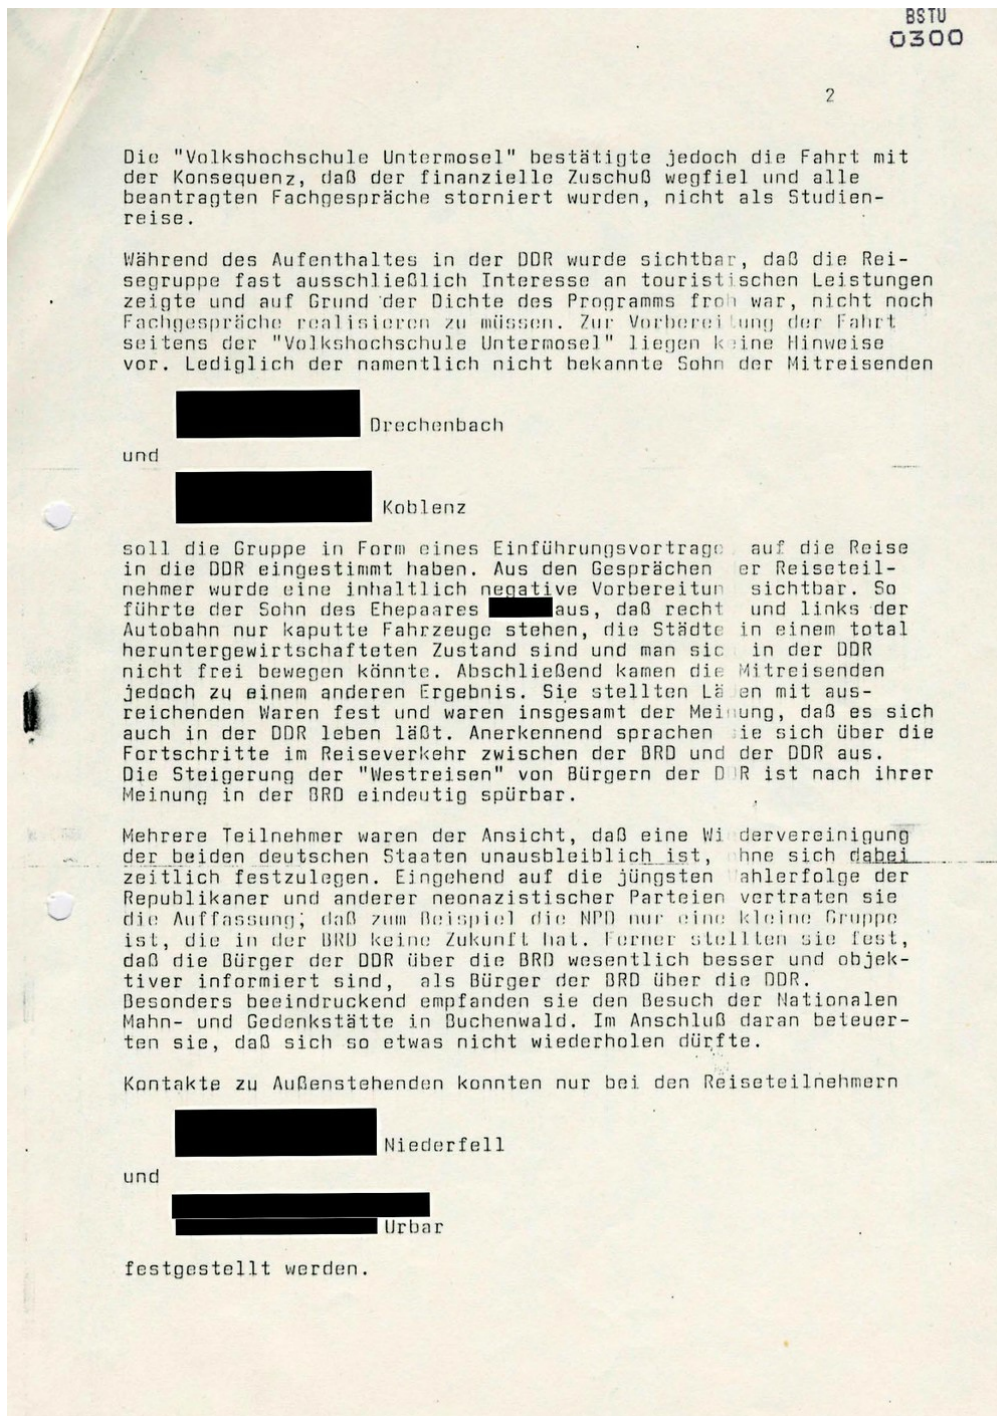 BSTU
0300
2
Die "Volkshochschule Untermosel" bestätigte jedoch die Fahrt mit
der Konsequenz, daß der finanzielle Zuschuß wegfiel und alle
beantragten Fachgespräche storniert wurden, nicht als Studien-
reise.
Während des Aufenthaltes in der DDR wurde sichtbar, daß die Rei-
segruppe fast ausschließlich Interesse an touristischen Leistungen
zeigte und auf Grund der Dichte des Programms froh war, nicht noch
Fachgespräche realisieren zu müssen. Zur Vorbereitung der Fahrt
seitens der "Volkshochschule Untermosel" liegen keine Hinweise
vor. Lediglich der namentlich nicht bekannte Sohn der Mitreisenden
Drechenbach
und
Koblenz
soll die Gruppe in Form eines Einführungsvortrage auf die Reise
in die DDR eingestimmt haben. Aus den Gesprächen er Reiseteil-
nehmer wurde eine inhaltlich negative Vorbereitun sichtbar. So
führte der Sohn des Ehepaares aus, daß recht und links der
Autobahn nur kaputte Fahrzeuge stehen, die Städte in einem total
heruntergewirtschafteten Zustand sind und man sic in der DDR
nicht frei bewegen könnte. Abschließend kamen die Mitreisenden
jedoch zu einem anderen Ergebnis. Sie stellten Lä en mit aus-
reichenden Waren fest und waren insgesamt der Meinung, daß es sich
auch in der DDR leben läßt. Anerkennend sprachen sie sich über die
Fortschritte im Reiseverkehr zwischen der BRD und der DDR aus.
Die Steigerung der "Westreisen" von Bürgern der DDR ist nach ihrer
Meinung in der BRD eindeutig spürbar.
Mehrere Teilnehmer waren der Ansicht, daß eine Wi dervereinigung
der beiden deutschen Staaten unausbleiblich ist, hne sich dabei
zeitlich festzulegen. Eingehend auf die jüngsten ahlerfolge der
Republikaner und anderer neonazistischer Parteien vertraten sie
die Auffassung, daß zum Beispiel die NPD nur eine kleine Gruppe
ist, die in der BRD keine Zukunft hat. Ferner stellten sie fest,
daß die Bürger der DDR über die BRD wesentlich besser und objek-
tiver informiert sind, als Bürger der BRD über die DDR.
Besonders beeindruckend empfanden sie den Besuch der Nationalen
Mahn- und Gedenkstätte in Buchenwald. Im Anschluß daran beteuer-
ten sie, daß sich so etwas nicht wiederholen dürfte.
Kontakte zu Außenstehenden konnten nur bei den Reiseteilnehmern
Niederfell
und
Urbar
festgestellt werden.